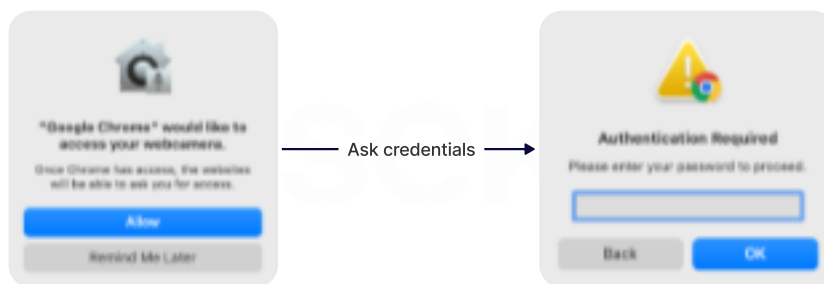 "Google Chrome" would like to
access your webcamera.
Once Chrome has access, the websites
will be able to ask you for access.
Allow
Remind Me Later
Ask credentials
Authentication Required
Please enter your password to proceed.
Back
OK